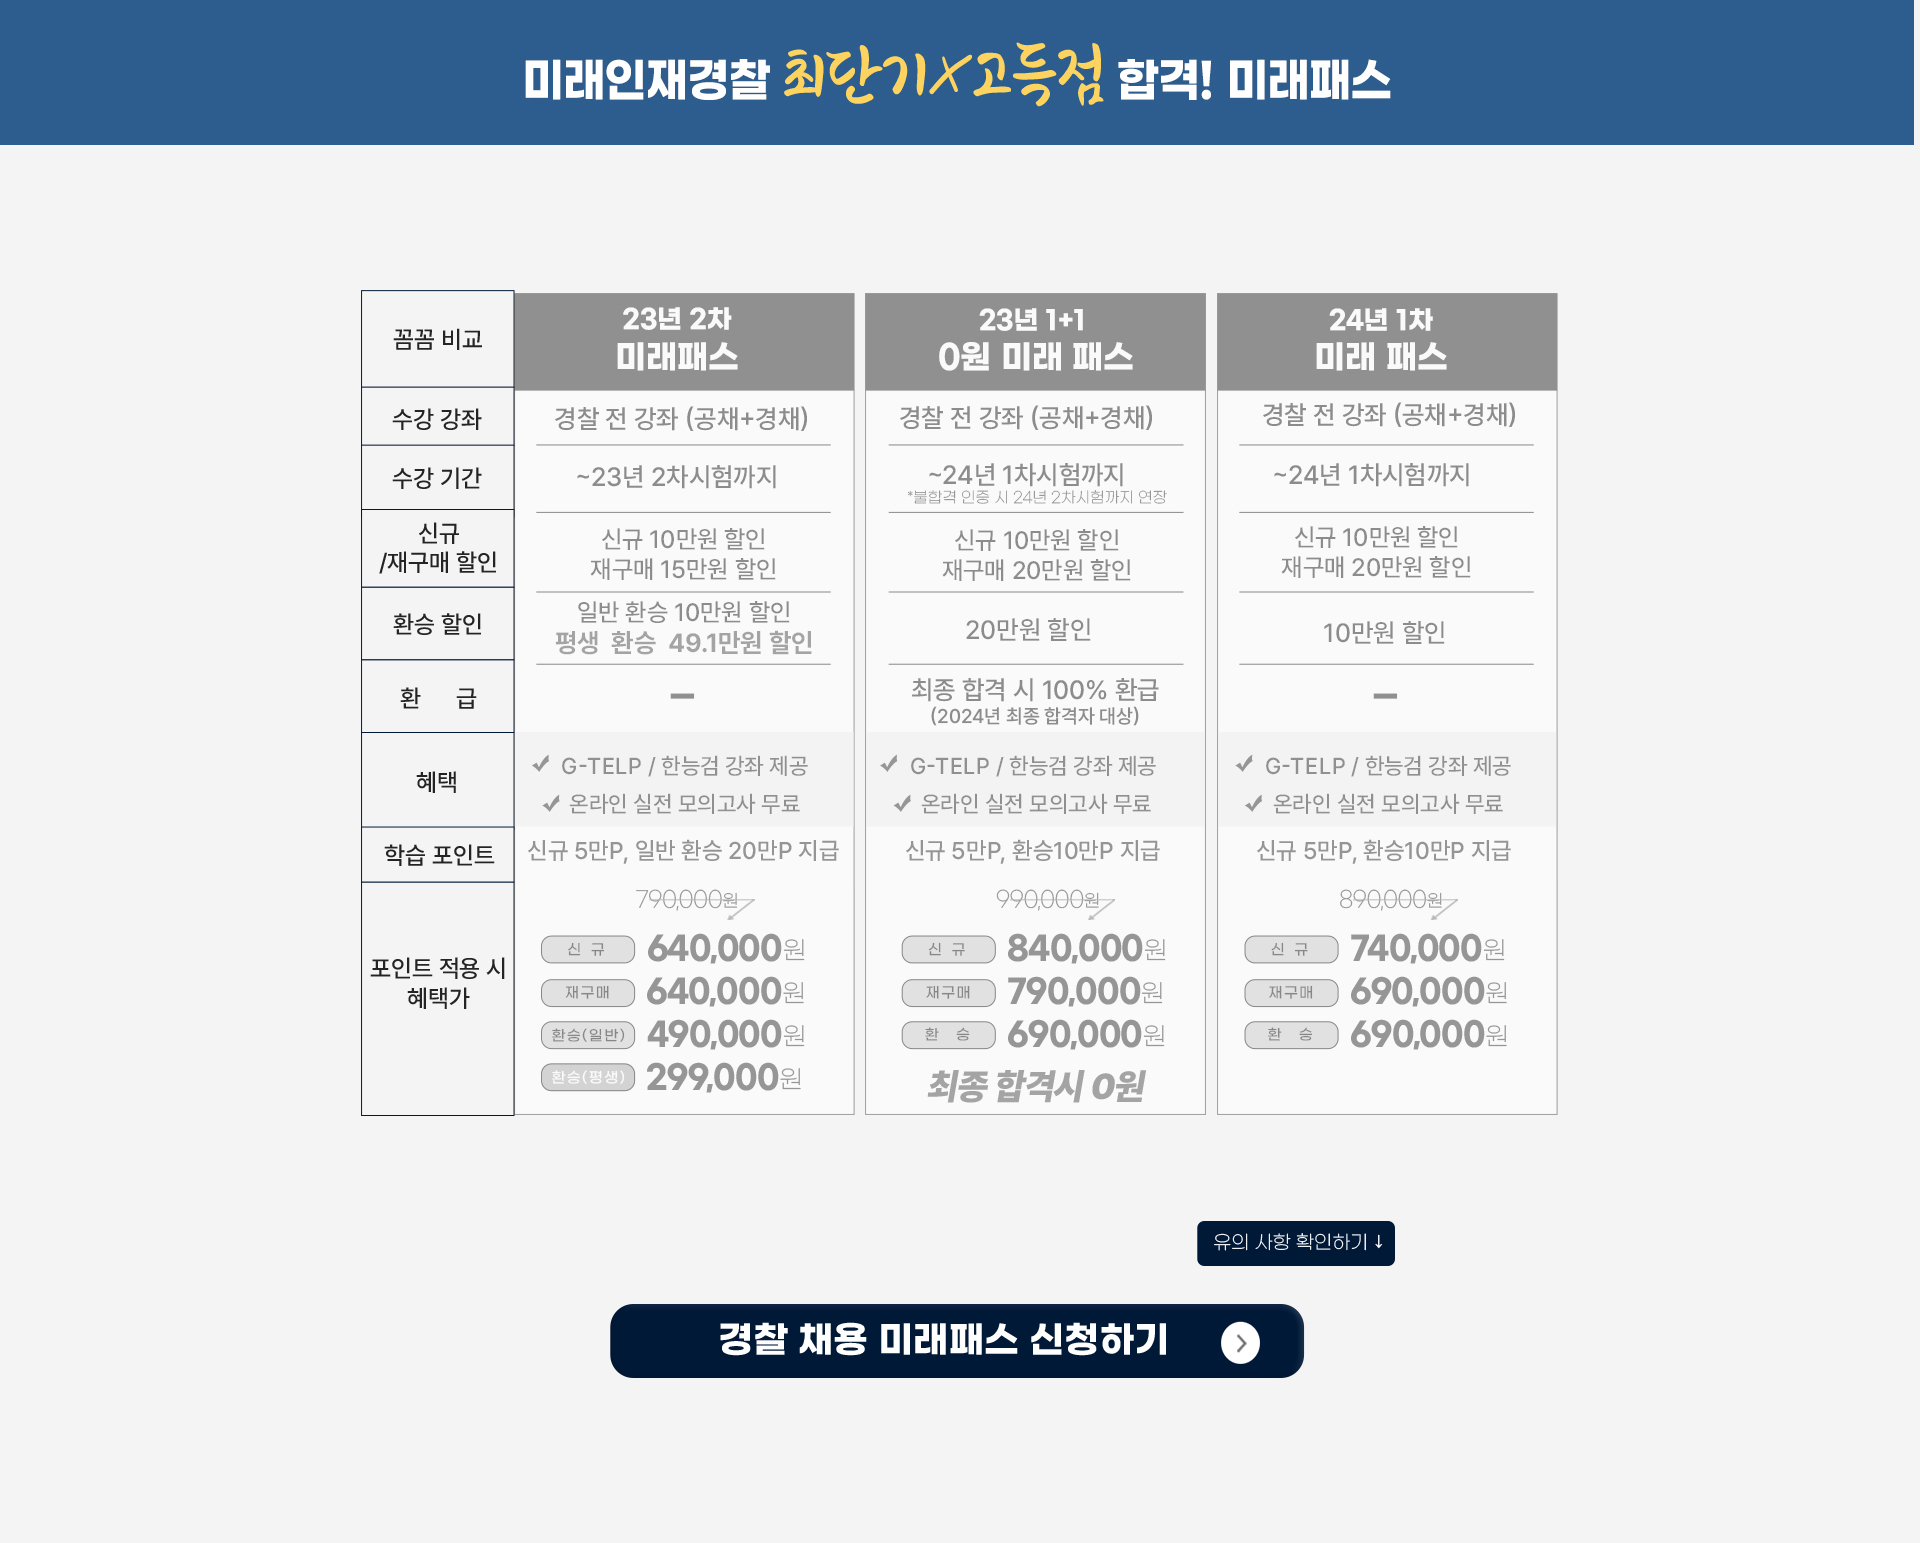 미래인재경찰 최단기X고득점 합격! 미래패스
꼼꼼 비교
23년 2차
미래패스
23년 1+1
0원 미래 패스
24년 1차
미래 패스
수강 강좌
경찰 전 강좌 (공채+경채)
경찰 전 강좌 (공채+경채)
경찰 전 강좌 (공채+경채)
수강 기간
~23년 2차시험까지
~24년 1차시험까지
*불합격 인증 시 24년 2차시험까지 연장
~24년 1차시험까지
신규
/재구매 할인
신규 10만원 할인
재구매 15만원 할인
신규 10만원 할인
재구매 20만원 할인
신규 10만원 할인
재구매 20만원 할인
환승 할인
일반 환승 10만원 할인
평생 환승 49.1만원 할인
20만원 할인
10만원 할인
환 급
–
최종 합격 시 100% 환급
(2024년 최종 합격자 대상)
–
혜택
G-TELP / 한능검 강좌 제공
온라인 실전 모의고사 무료
G-TELP / 한능검 강좌 제공
온라인 실전 모의고사 무료
G-TELP / 한능검 강좌 제공
온라인 실전 모의고사 무료
학습 포인트
신규 5만P, 일반 환승 20만P 지급
신규 5만P, 환승10만P 지급
신규 5만P, 환승10만P 지급
포인트 적용 시
혜택가
790,000원
신 규 640,000원
재구매 640,000원
환승(일반) 490,000원
환승(평생) 299,000원
990,000원
신 규 840,000원
재구매 790,000원
환 승 690,000원
최종 합격시 0원
890,000원
신 규 740,000원
재구매 690,000원
환 승 690,000원
유의 사항 확인하기 ↓
경찰 채용 미래패스 신청하기